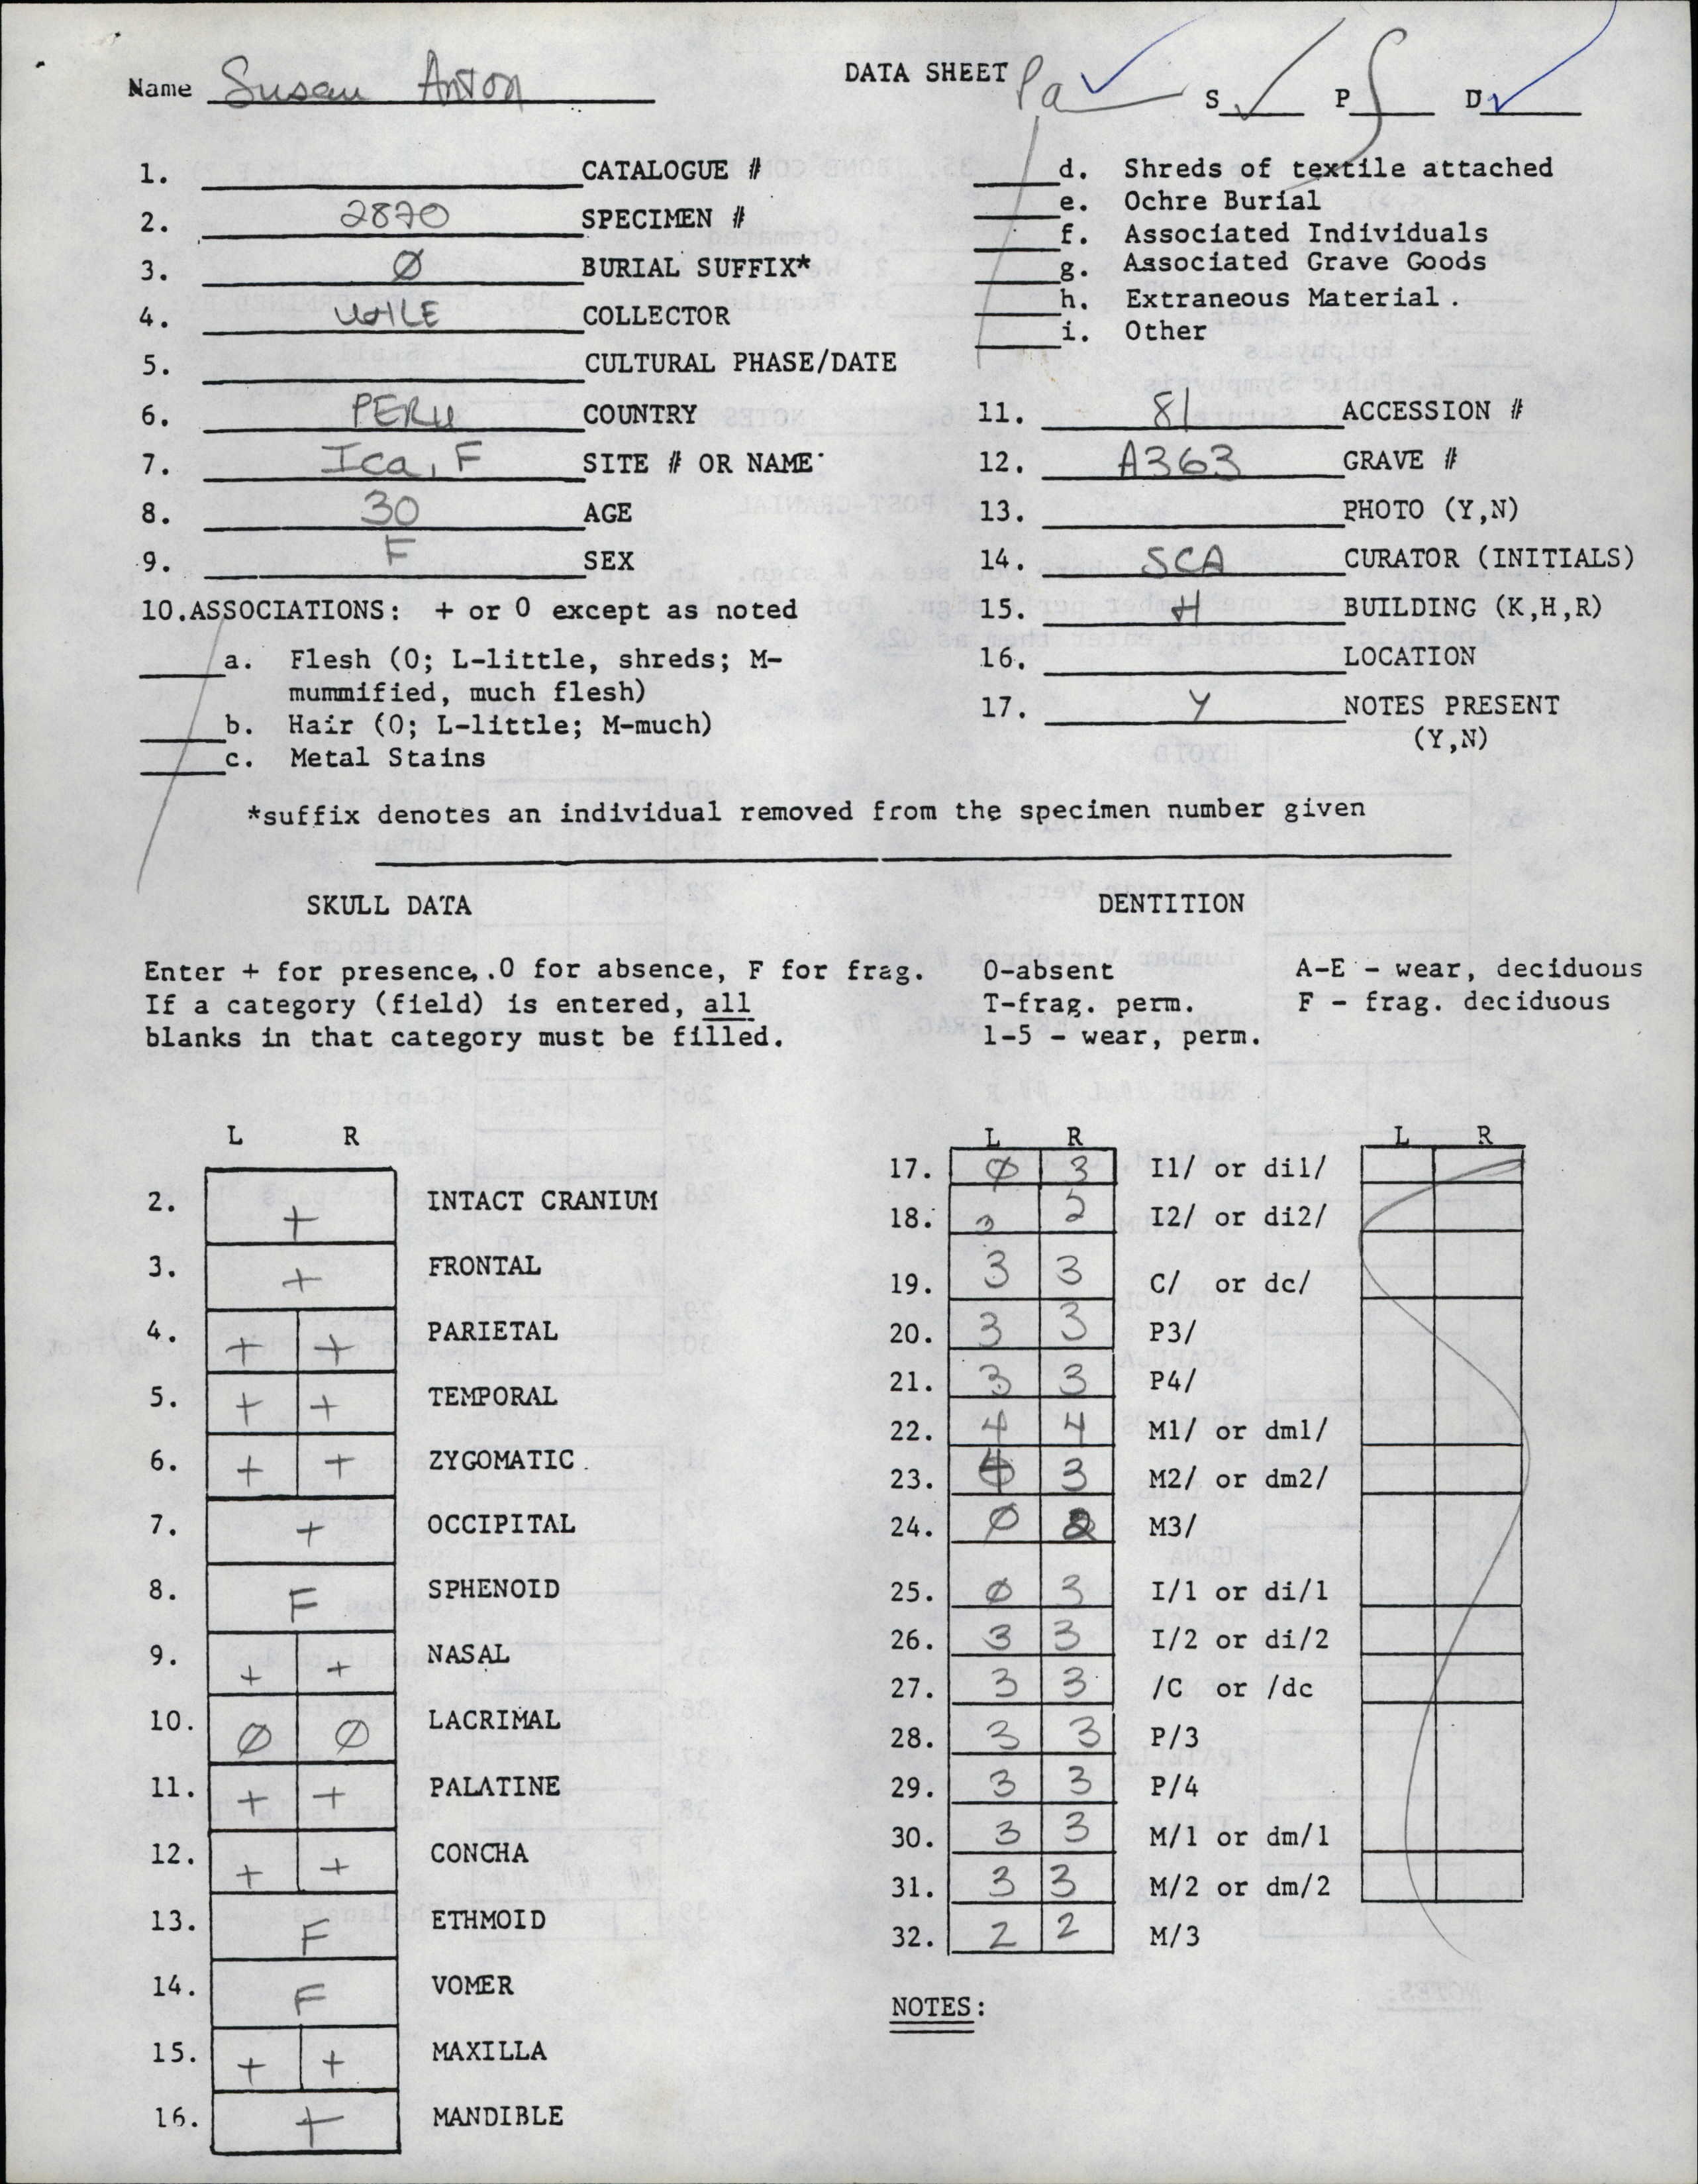 Name Susan Anton
DATA SHEET Pa ✓ S ✓ P D ✓
1. CATALOGUE #
2. 2870 SPECIMEN #
3. Ø BURIAL SUFFIX*
4. UHLE COLLECTOR
5. CULTURAL PHASE/DATE
6. PERU COUNTRY
7. Ica, F SITE # OR NAME
8. 30 AGE
9. F SEX
10. ASSOCIATIONS: + or 0 except as noted
a. Flesh (0; L-little, shreds; M-
mummified, much flesh)
b. Hair (0; L-little; M-much)
c. Metal Stains
d. Shreds of textile attached
e. Ochre Burial
f. Associated Individuals
g. Associated Grave Goods
h. Extraneous Material.
i. Other
11. 81 ACCESSION #
12. A363 GRAVE #
13. PHOTO (Y,N)
14. SCA CURATOR (INITIALS)
15. H BUILDING (K,H,R)
16. LOCATION
17. Y NOTES PRESENT
(Y,N)
*suffix denotes an individual removed from the specimen number given
SKULL DATA
Enter + for presence, .0 for absence, F for frag.
If a category (field) is entered, all
blanks in that category must be filled.
L R
2. + INTACT CRANIUM
3. + FRONTAL
4. + + PARIETAL
5. + + TEMPORAL
6. + + ZYGOMATIC.
7. + OCCIPITAL
8. F SPHENOID
9. + + NASAL
10. Ø Ø LACRIMAL
11. + + PALATINE
12. + + CONCHA
13. F ETHMOID
14. F VOMER
15. + + MAXILLA
16. + MANDIBLE
DENTITION
0-absent A-E - wear, deciduous
T-frag. perm. F - frag. deciduous
1-5 - wear, perm.
L R L R
17. Ø 3 I1/ or di1/
18. 3 2 I2/ or di2/
19. 3 3 C/ or dc/
20. 3 3 P3/
21. 3 3 P4/
22. 4 4 M1/ or dm1/
23. 4 3 M2/ or dm2/
24. Ø 2 M3/
25. Ø 3 I/1 or di/1
26. 3 3 I/2 or di/2
27. 3 3 /C or /dc
28. 3 3 P/3
29. 3 3 P/4
30. 3 3 M/1 or dm/1
31. 3 3 M/2 or dm/2
32. 2 2 M/3
NOTES: